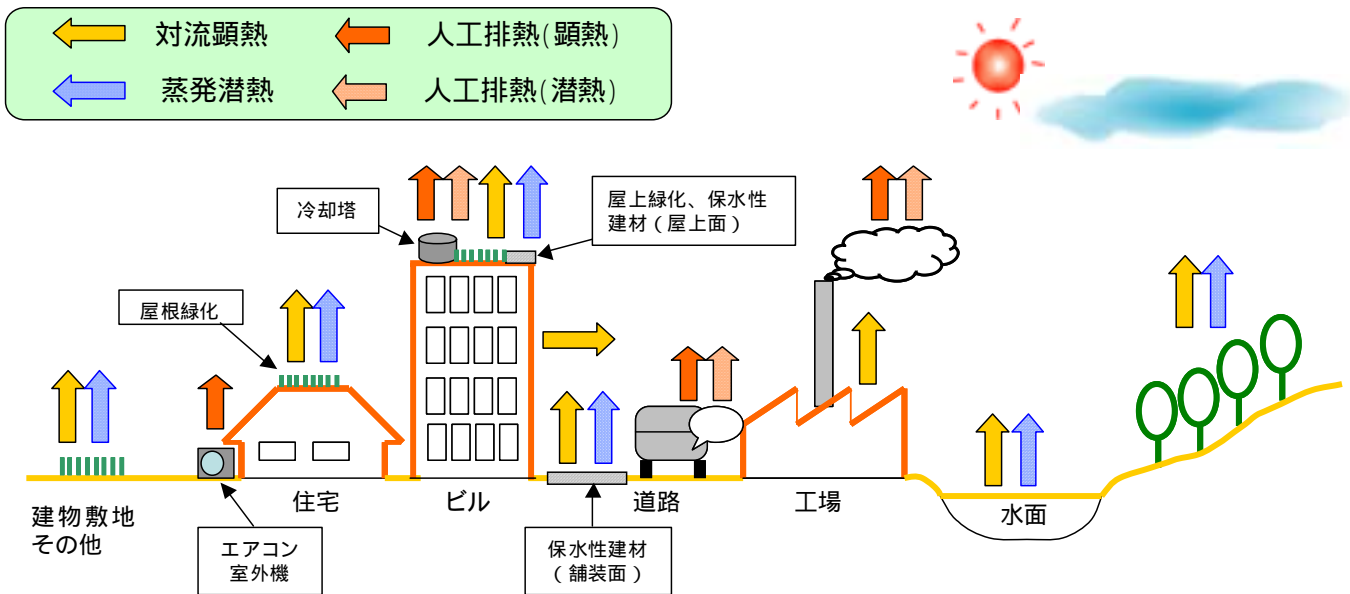 対流顕熱
人工排熱(顕熱)
蒸発潜熱
人工排熱(潜熱)
冷却塔
屋上緑化、保水性
建材(屋上面)
屋根緑化
住宅
ビル
道路
工場
水面
建物敷地
その他
エアコン
室外機
保水性建材
(舗装面)